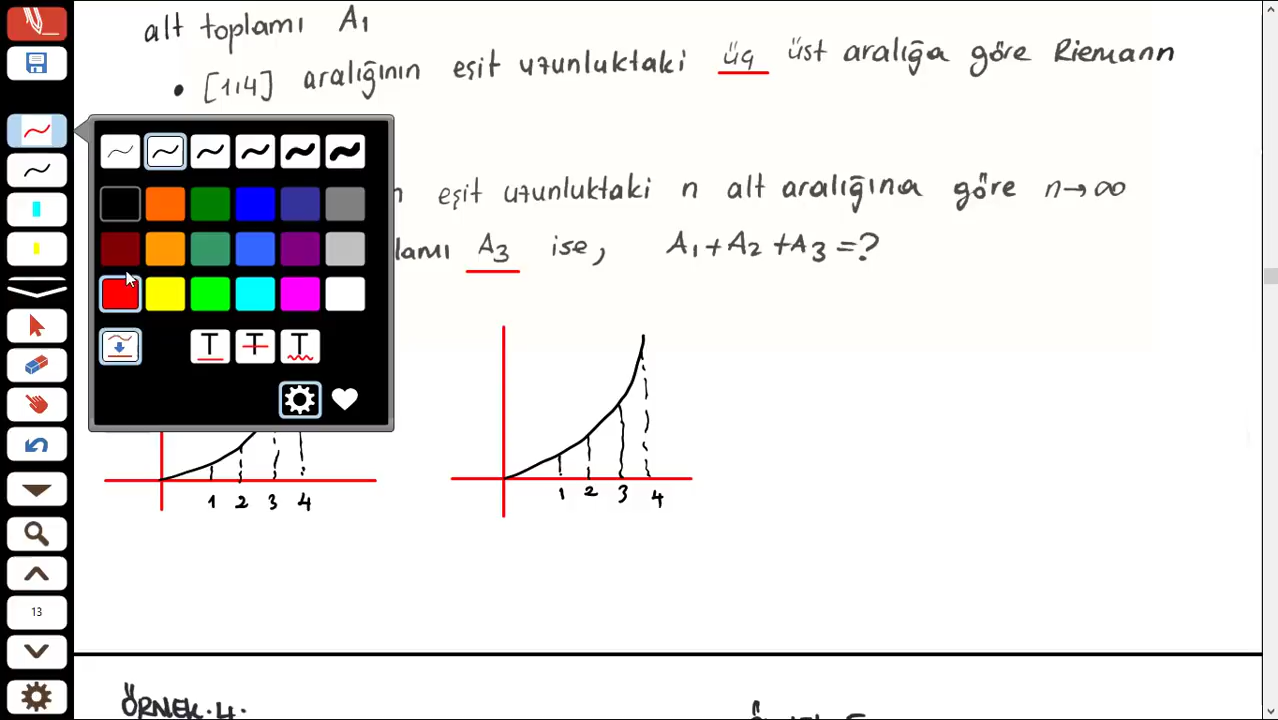 alt toplamı A1
• [1,4] aralığının eşit uzunluktaki üç üst aralığa göre Riemann
n eşit uzunluktaki n alt aralığına göre n→∞
lamı A3 ise, A1+A2+A3=?
T T T
1 2 3 4
1 2 3 4
13
ÖRNEK.4.